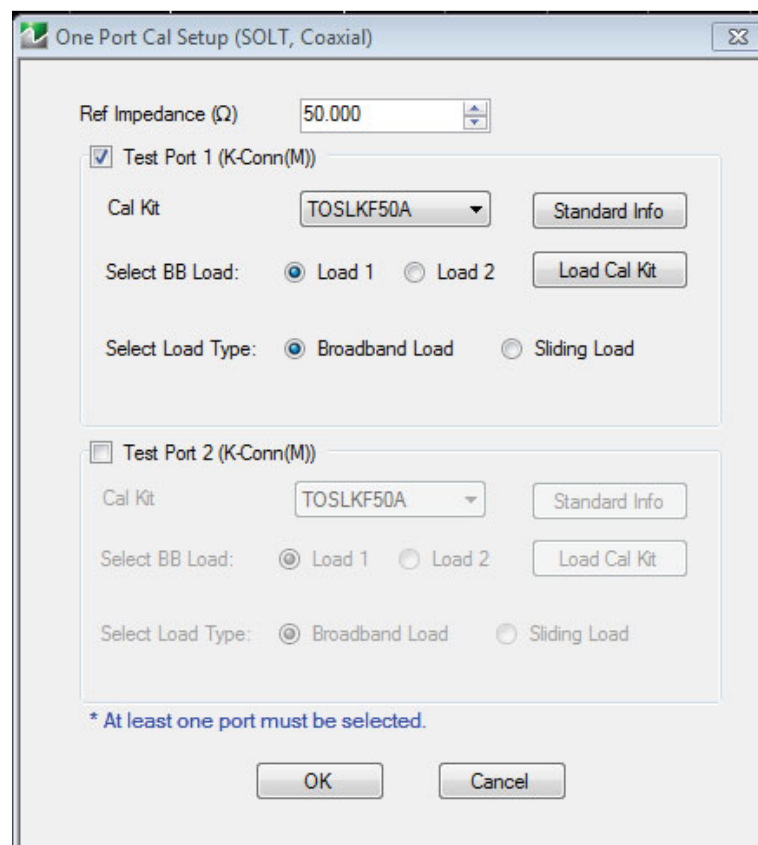 One Port Cal Setup (SOLT, Coaxial)
Ref Impedance (Ω) 50.000
Test Port 1 (K-Conn(M))
Cal Kit TOSLKF50A Standard Info
Select BB Load: Load 1 Load 2 Load Cal Kit
Select Load Type: Broadband Load Sliding Load
Test Port 2 (K-Conn(M))
Cal Kit TOSLKF50A Standard Info
Select BB Load: Load 1 Load 2 Load Cal Kit
Select Load Type: Broadband Load Sliding Load
* At least one port must be selected.
OK Cancel